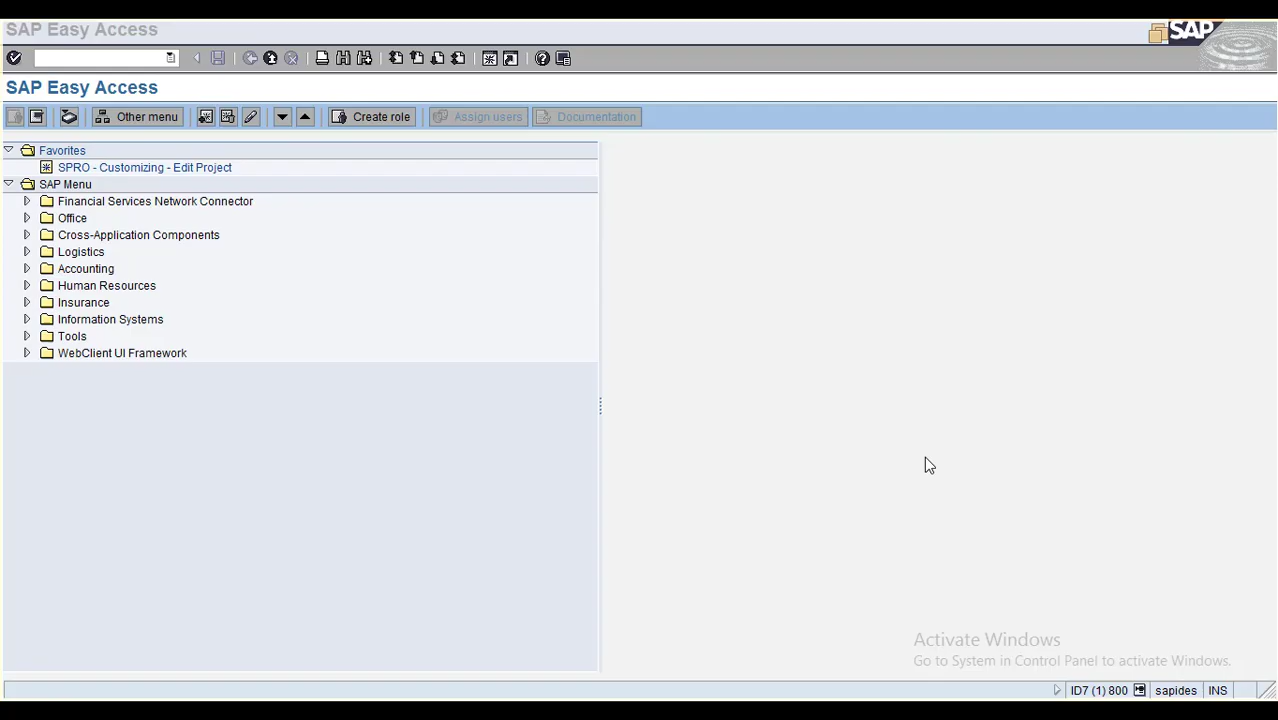 SAP Easy Access
SAP
SAP Easy Access
Other menu
Create role
Assign users
Documentation
Favorites
SPRO - Customizing - Edit Project
SAP Menu
Financial Services Network Connector
Office
Cross-Application Components
Logistics
Accounting
Human Resources
Insurance
Information Systems
Tools
WebClient UI Framework
Activate Windows
Go to System in Control Panel to activate Windows.
ID7 (1) 800
sapides
INS